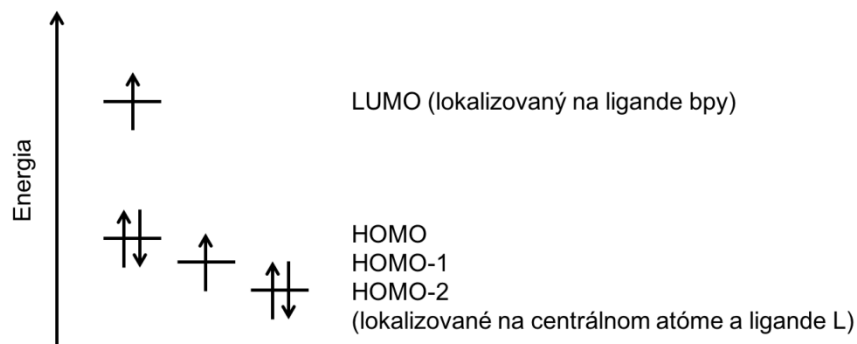 LUMO (lokalizovaný na ligande bpy)
Energia
HOMO
HOMO-1
HOMO-2
(lokalizované na centrálnom atóme a ligande L)